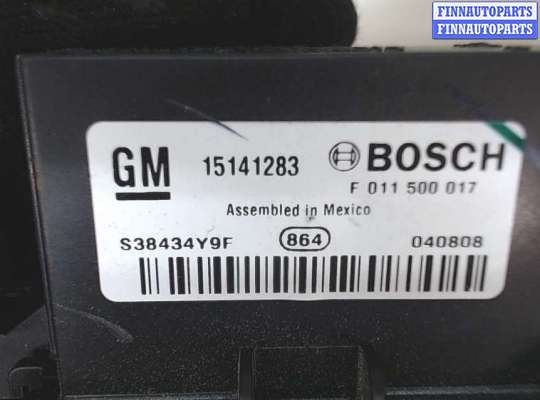 FINNAUTOPARTS
FINNAUTOPARTS
GM 15141283 BOSCH
F 011 500 017
Assembled in Mexico
S38434Y9F 864 040808